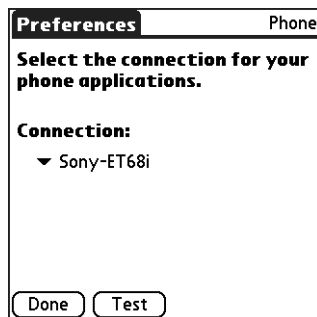 Preferences Phone
Select the connection for your
phone applications.
Connection:
Sony-ET68i
Done Test